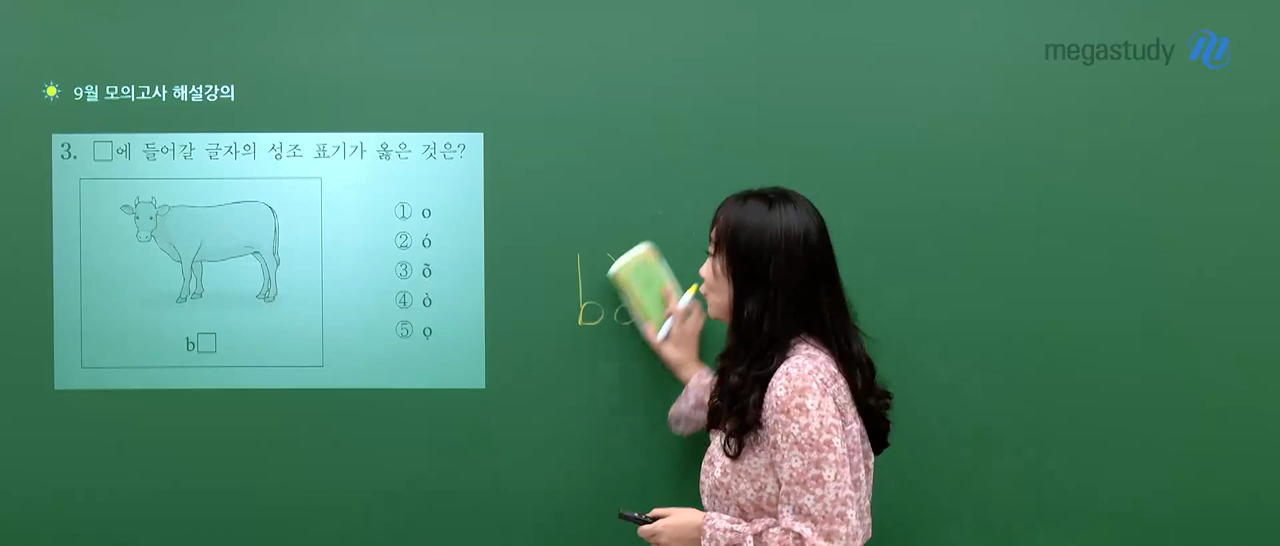 megastudy
9월 모의고사 해설강의
3. □에 들어갈 글자의 성조 표기가 옳은 것은?
① o
② ó
③ õ
④ ỏ
⑤ ọ
b□
b